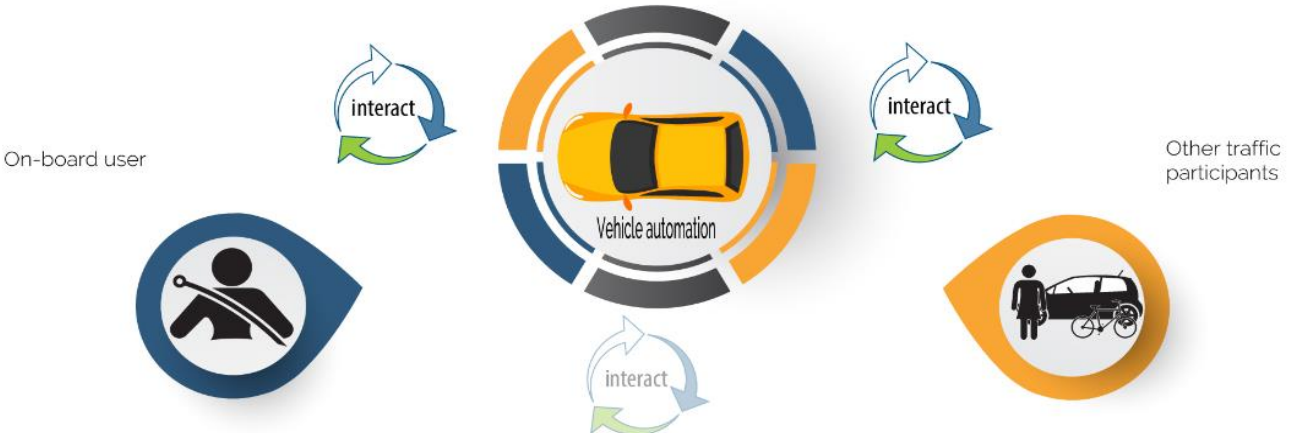 interact
interact
On-board user
Other traffic
participants
Vehicle automation
interact